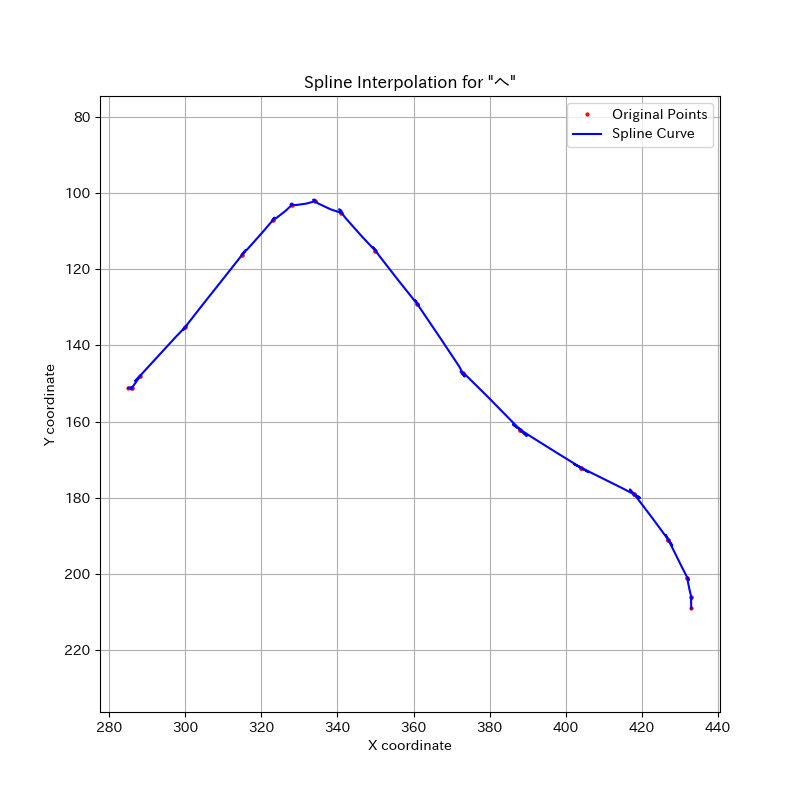 Spline Interpolation for "へ"
Original Points
Spline Curve
Y coordinate
80
100
120
140
160
180
200
220
280 300 320 340 360 380 400 420 440
X coordinate